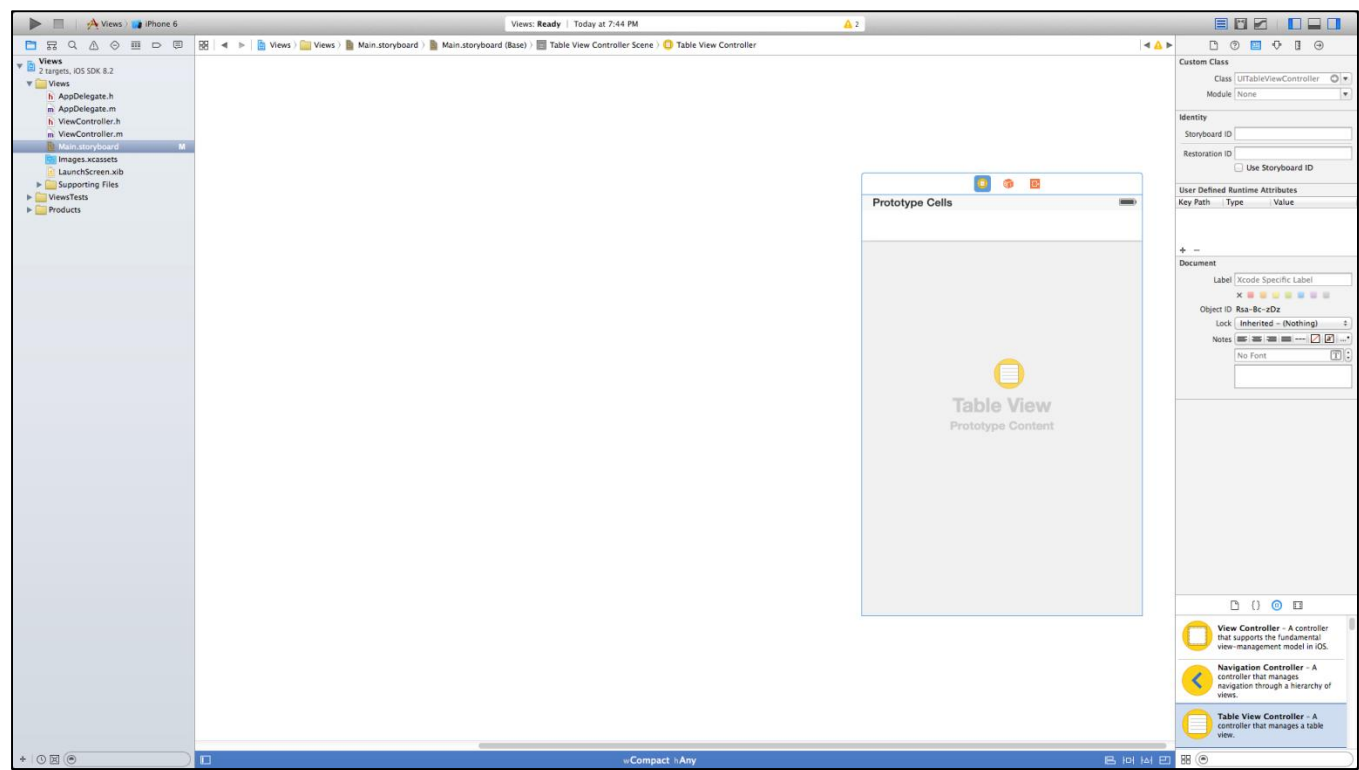 Views › iPhone 6
Views: Ready | Today at 7:44 PM
2
Views › Views › Main.storyboard › Main.storyboard (Base) › Table View Controller Scene › Table View Controller
Views
2 targets, iOS SDK 8.2
Views
h AppDelegate.h
m AppDelegate.m
h ViewController.h
m ViewController.m
Main.storyboard M
Images.xcassets
LaunchScreen.xib
Supporting Files
ViewsTests
Products
Prototype Cells
Table View
Prototype Content
wCompact hAny
Custom Class
Class UITableViewController
Module None
Identity
Storyboard ID
Restoration ID
Use Storyboard ID
User Defined Runtime Attributes
Key Path Type Value
Document
Label Xcode Specific Label
Object ID Rsa-Bc-zDz
Lock Inherited - (Nothing)
Notes
No Font
View Controller - A controller
that supports the fundamental
view-management model in iOS.
Navigation Controller - A
controller that manages
navigation through a hierarchy of
views.
Table View Controller - A
controller that manages a table
view.